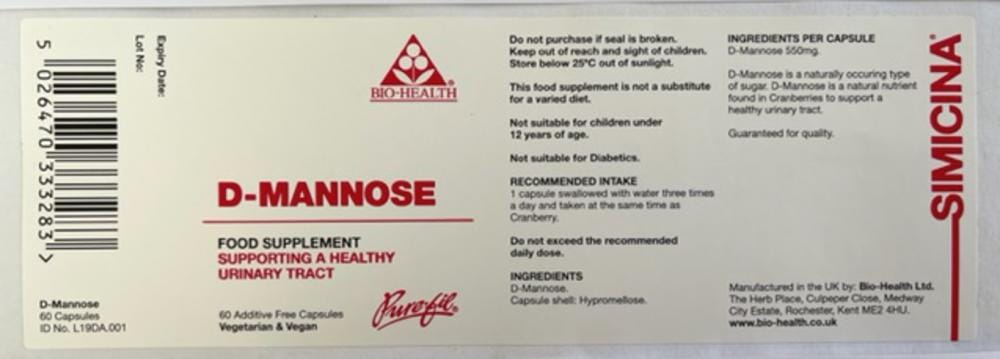 5 026470 333283 >
Expiry Date:
Lot No:
D-Mannose
60 Capsules
ID No. L19DA.001
BIO-HEALTH®
D-MANNOSE
FOOD SUPPLEMENT
SUPPORTING A HEALTHY
URINARY TRACT
60 Additive Free Capsules
Vegetarian & Vegan
Purefil®
Do not purchase if seal is broken.
Keep out of reach and sight of children.
Store below 25°C out of sunlight.
This food supplement is not a substitute
for a varied diet.
Not suitable for children under
12 years of age.
Not suitable for Diabetics.
RECOMMENDED INTAKE
1 capsule swallowed with water three times
a day and taken at the same time as
Cranberry.
Do not exceed the recommended
daily dose.
INGREDIENTS
D-Mannose.
Capsule shell: Hypromellose.
INGREDIENTS PER CAPSULE
D-Mannose 550mg.
D-Mannose is a naturally occuring type
of sugar. D-Mannose is a natural nutrient
found in Cranberries to support a
healthy urinary tract.
Guaranteed for quality.
Manufactured in the UK by: Bio-Health Ltd.
The Herb Place, Culpeper Close, Medway
City Estate, Rochester, Kent ME2 4HU.
www.bio-health.co.uk
SIMICINA®